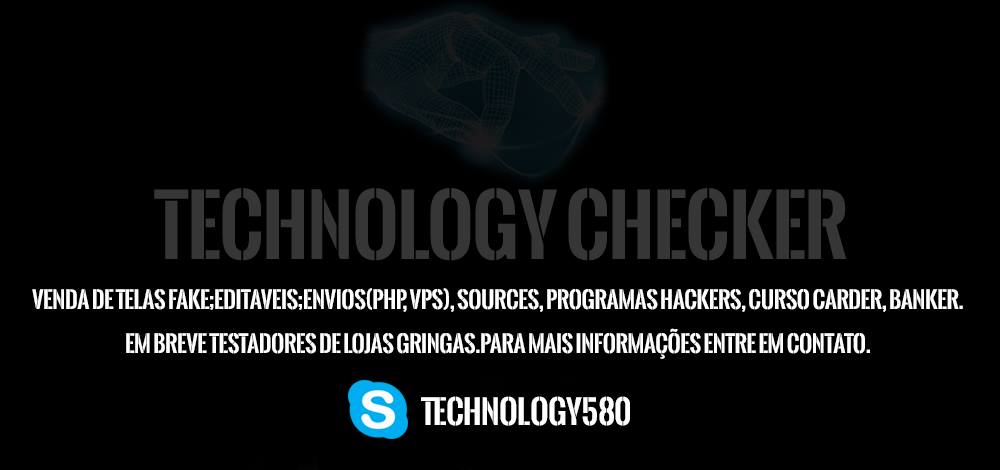 TECHNOLOGY CHECKER
VENDA DE TELAS FAKE;EDITAVEIS;ENVIOS(PHP, VPS), SOURCES, PROGRAMAS HACKERS, CURSO CARDER, BANKER.
EM BREVE TESTADORES DE LOJAS GRINGAS.PARA MAIS INFORMAÇÕES ENTRE EM CONTATO.
S TECHNOLOGY580